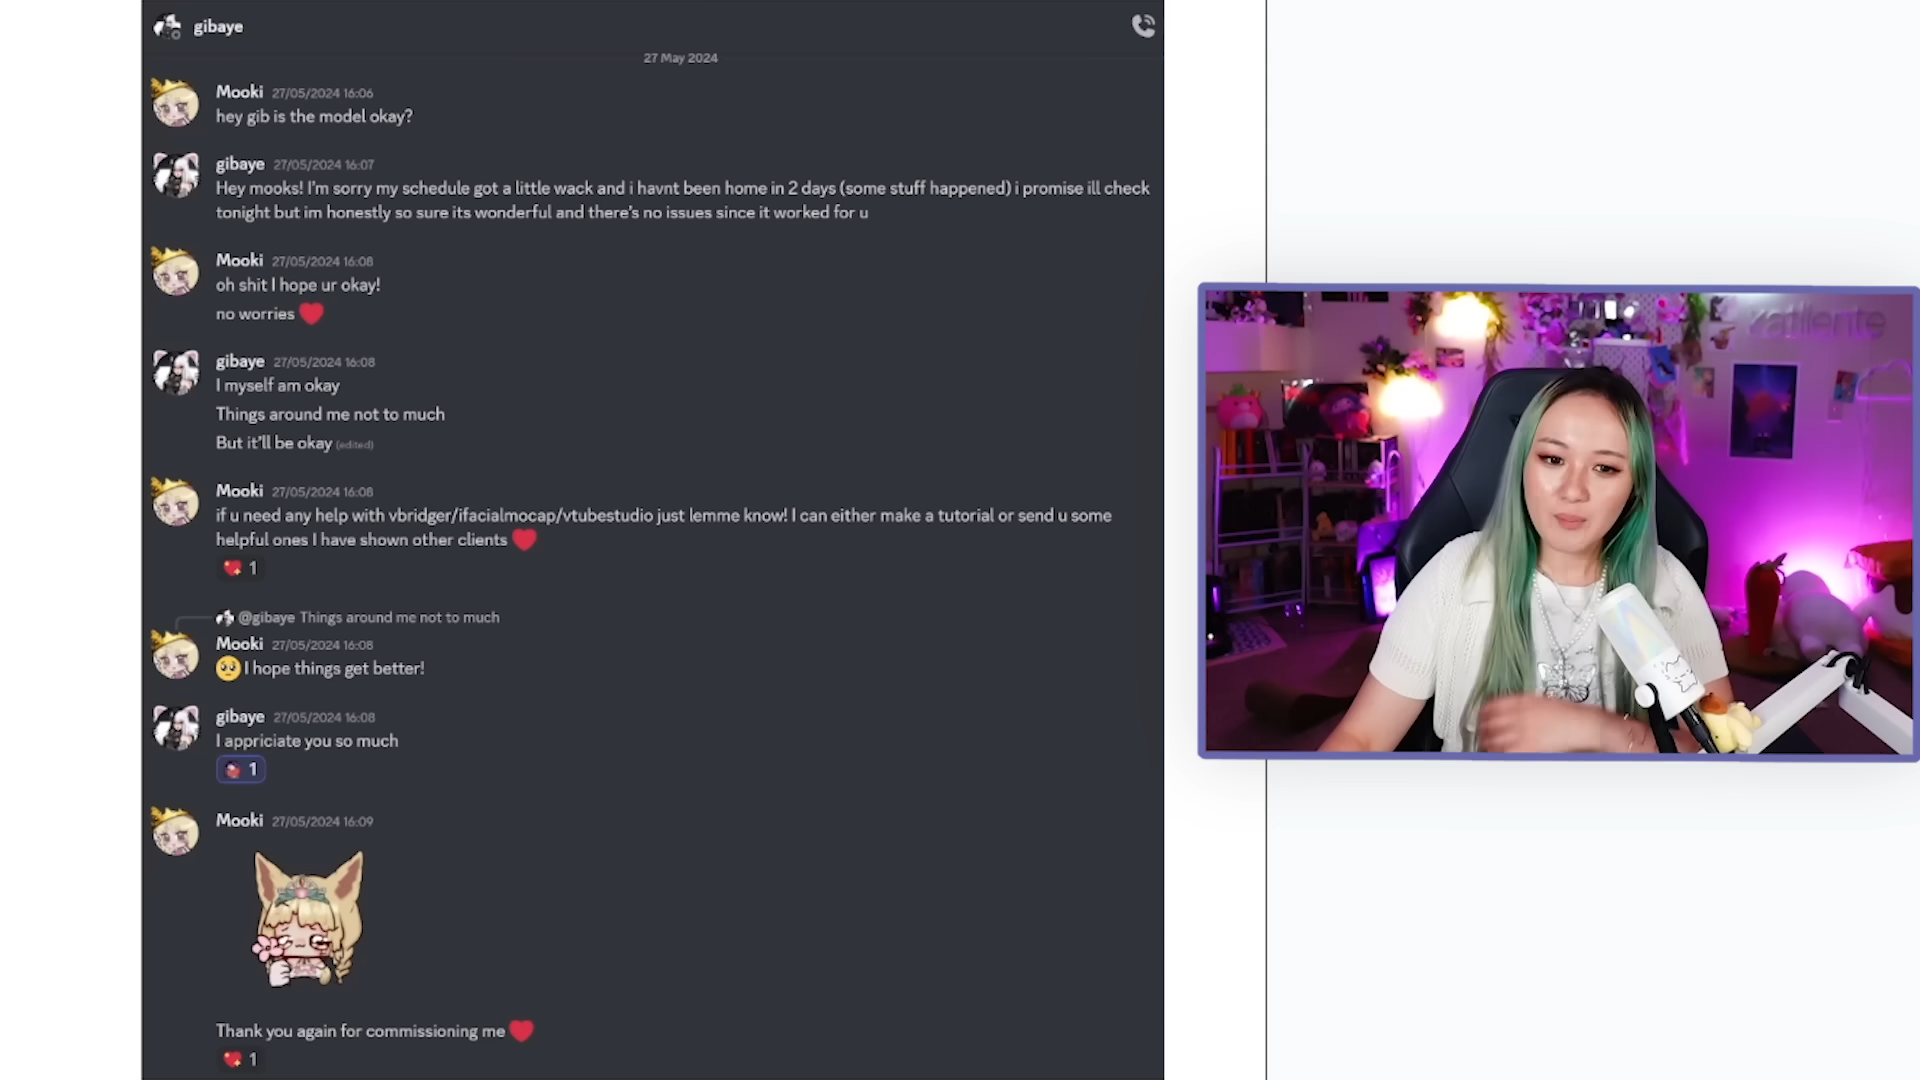 gibaye
27 May 2024
Mooki 27/05/2024 16:06
hey gib is the model okay?
gibaye 27/05/2024 16:07
Hey mooks! I'm sorry my schedule got a little wack and i havnt been home in 2 days (some stuff happened) i promise ill check
tonight but im honestly so sure its wonderful and there's no issues since it worked for u
Mooki 27/05/2024 16:08
oh shit I hope ur okay!
no worries
gibaye 27/05/2024 16:08
I myself am okay
Things around me not to much
But it'll be okay (edited)
Mooki 27/05/2024 16:08
if u need any help with vbridger/ifacialmocap/vtubestudio just lemme know! I can either make a tutorial or send u some
helpful ones I have shown other clients
1
@gibaye Things around me not to much
Mooki 27/05/2024 16:08
I hope things get better!
gibaye 27/05/2024 16:08
I appriciate you so much
1
Mooki 27/05/2024 16:09
Thank you again for commissioning me
1